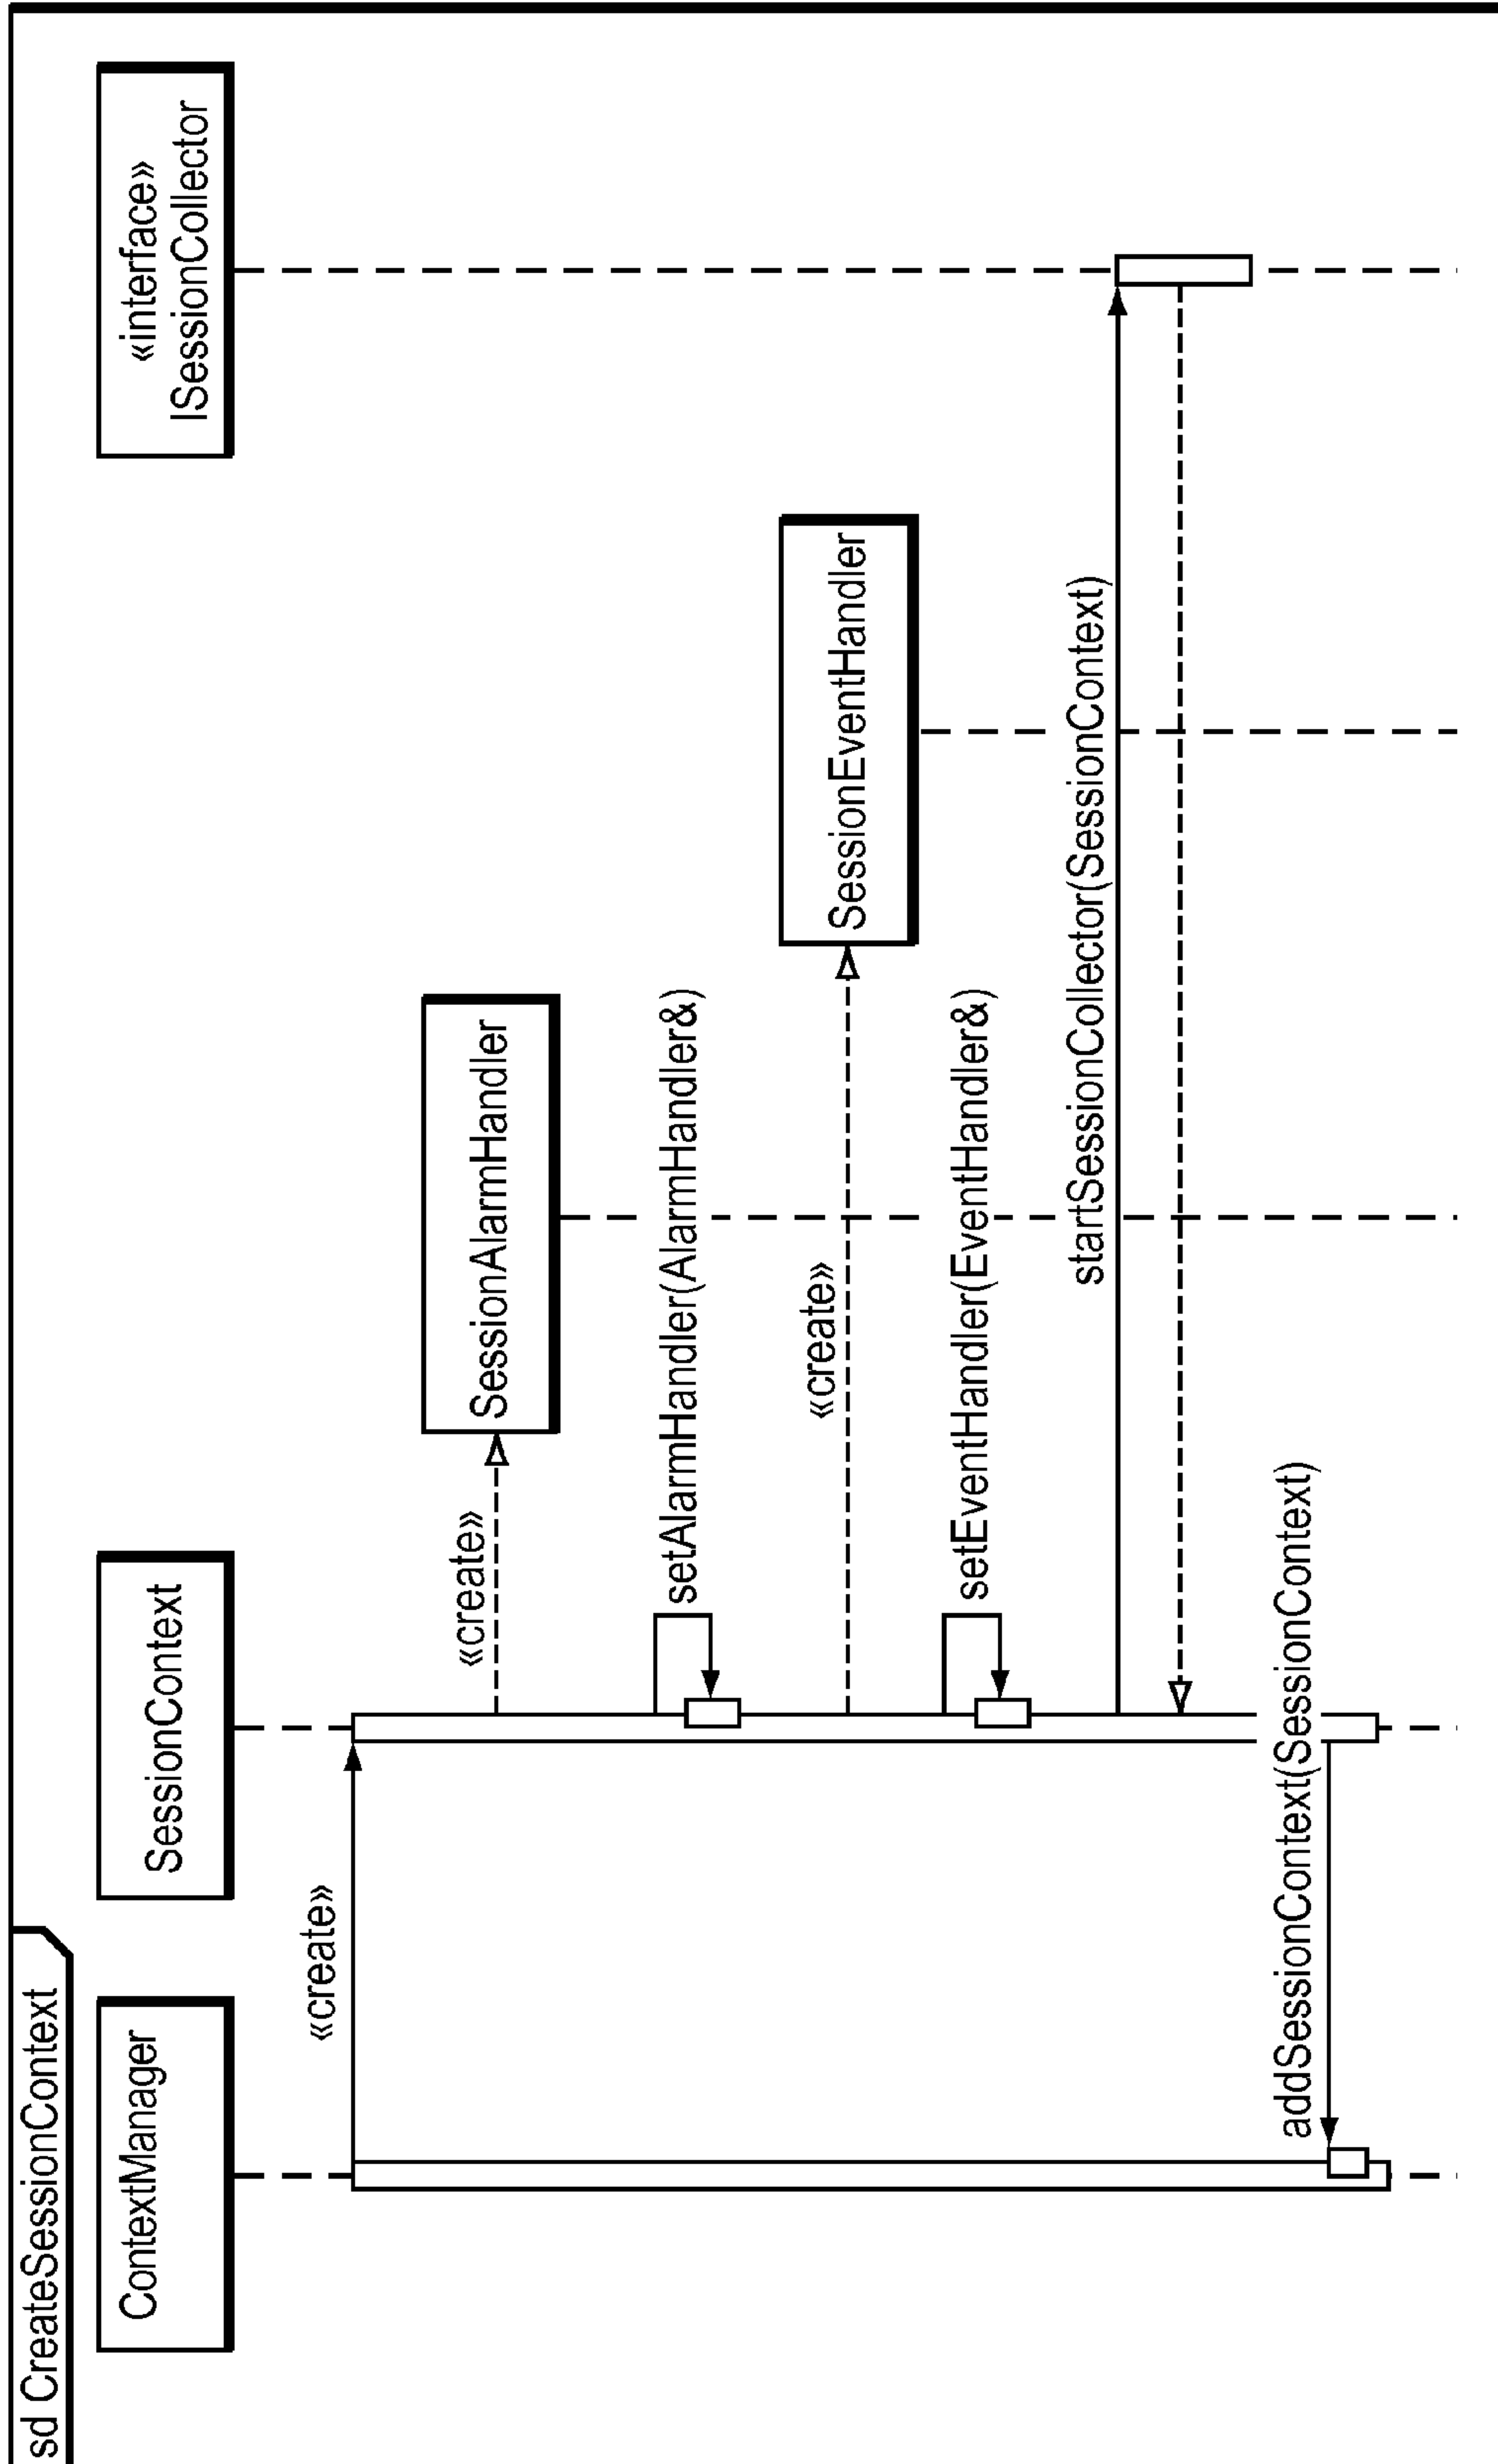 sd CreateSessionContext
ContextManager
SessionContext
«interface»
ISessionCollector
«create»
«create»
SessionAlarmHandler
setAlarmHandler(AlarmHandler&)
«create»
SessionEventHandler
setEventHandler(EventHandler&)
startSessionCollector(SessionContext)
addSessionContext(SessionContext)